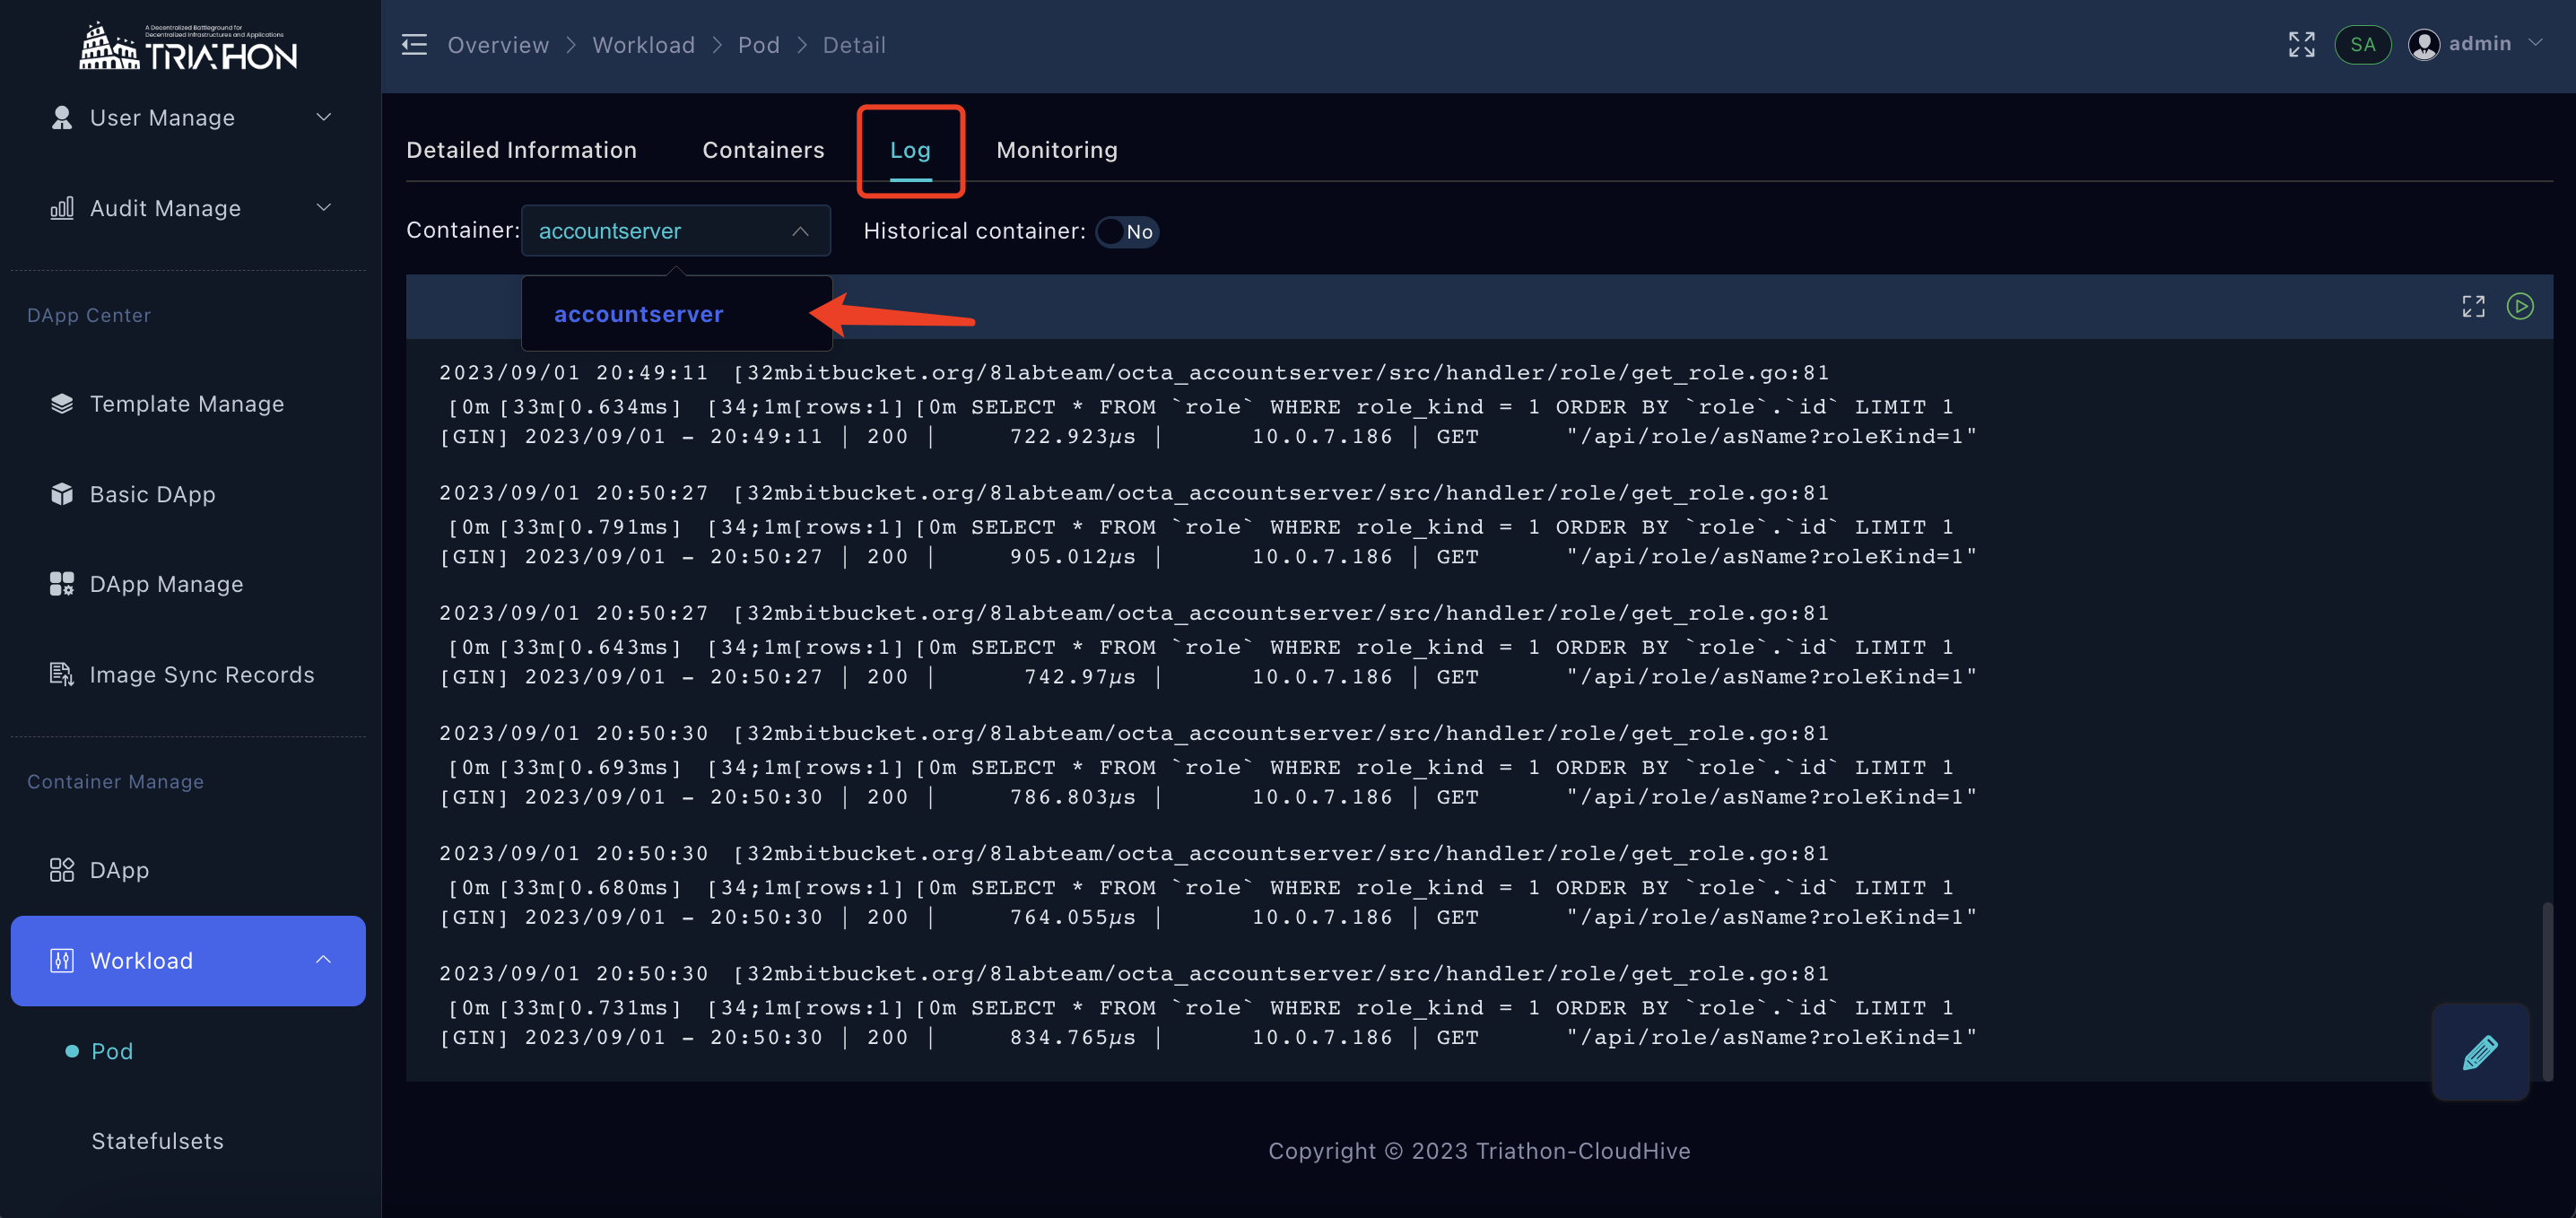 A Decentralized Battleground for
Decentralized Infrastructures and Applications
TRIATHON
User Manage
Audit Manage
DApp Center
Template Manage
Basic DApp
DApp Manage
Image Sync Records
Container Manage
DApp
Workload
Pod
Statefulsets
Overview > Workload > Pod > Detail
SA admin
Detailed Information Containers Log Monitoring
Container: accountserver Historical container: No
accountserver
2023/09/01 20:49:11 [32mbitbucket.org/8labteam/octa_accountserver/src/handler/role/get_role.go:81
[0m [33m[0.634ms] [34;1m[rows:1] [0m SELECT * FROM `role` WHERE role_kind = 1 ORDER BY `role`.`id` LIMIT 1
[GIN] 2023/09/01 - 20:49:11 | 200 | 722.923µs | 10.0.7.186 | GET "/api/role/asName?roleKind=1"
2023/09/01 20:50:27 [32mbitbucket.org/8labteam/octa_accountserver/src/handler/role/get_role.go:81
[0m [33m[0.791ms] [34;1m[rows:1] [0m SELECT * FROM `role` WHERE role_kind = 1 ORDER BY `role`.`id` LIMIT 1
[GIN] 2023/09/01 - 20:50:27 | 200 | 905.012µs | 10.0.7.186 | GET "/api/role/asName?roleKind=1"
2023/09/01 20:50:27 [32mbitbucket.org/8labteam/octa_accountserver/src/handler/role/get_role.go:81
[0m [33m[0.643ms] [34;1m[rows:1] [0m SELECT * FROM `role` WHERE role_kind = 1 ORDER BY `role`.`id` LIMIT 1
[GIN] 2023/09/01 - 20:50:27 | 200 | 742.97µs | 10.0.7.186 | GET "/api/role/asName?roleKind=1"
2023/09/01 20:50:30 [32mbitbucket.org/8labteam/octa_accountserver/src/handler/role/get_role.go:81
[0m [33m[0.693ms] [34;1m[rows:1] [0m SELECT * FROM `role` WHERE role_kind = 1 ORDER BY `role`.`id` LIMIT 1
[GIN] 2023/09/01 - 20:50:30 | 200 | 786.803µs | 10.0.7.186 | GET "/api/role/asName?roleKind=1"
2023/09/01 20:50:30 [32mbitbucket.org/8labteam/octa_accountserver/src/handler/role/get_role.go:81
[0m [33m[0.680ms] [34;1m[rows:1] [0m SELECT * FROM `role` WHERE role_kind = 1 ORDER BY `role`.`id` LIMIT 1
[GIN] 2023/09/01 - 20:50:30 | 200 | 764.055µs | 10.0.7.186 | GET "/api/role/asName?roleKind=1"
2023/09/01 20:50:30 [32mbitbucket.org/8labteam/octa_accountserver/src/handler/role/get_role.go:81
[0m [33m[0.731ms] [34;1m[rows:1] [0m SELECT * FROM `role` WHERE role_kind = 1 ORDER BY `role`.`id` LIMIT 1
[GIN] 2023/09/01 - 20:50:30 | 200 | 834.765µs | 10.0.7.186 | GET "/api/role/asName?roleKind=1"
Copyright © 2023 Triathon-CloudHive